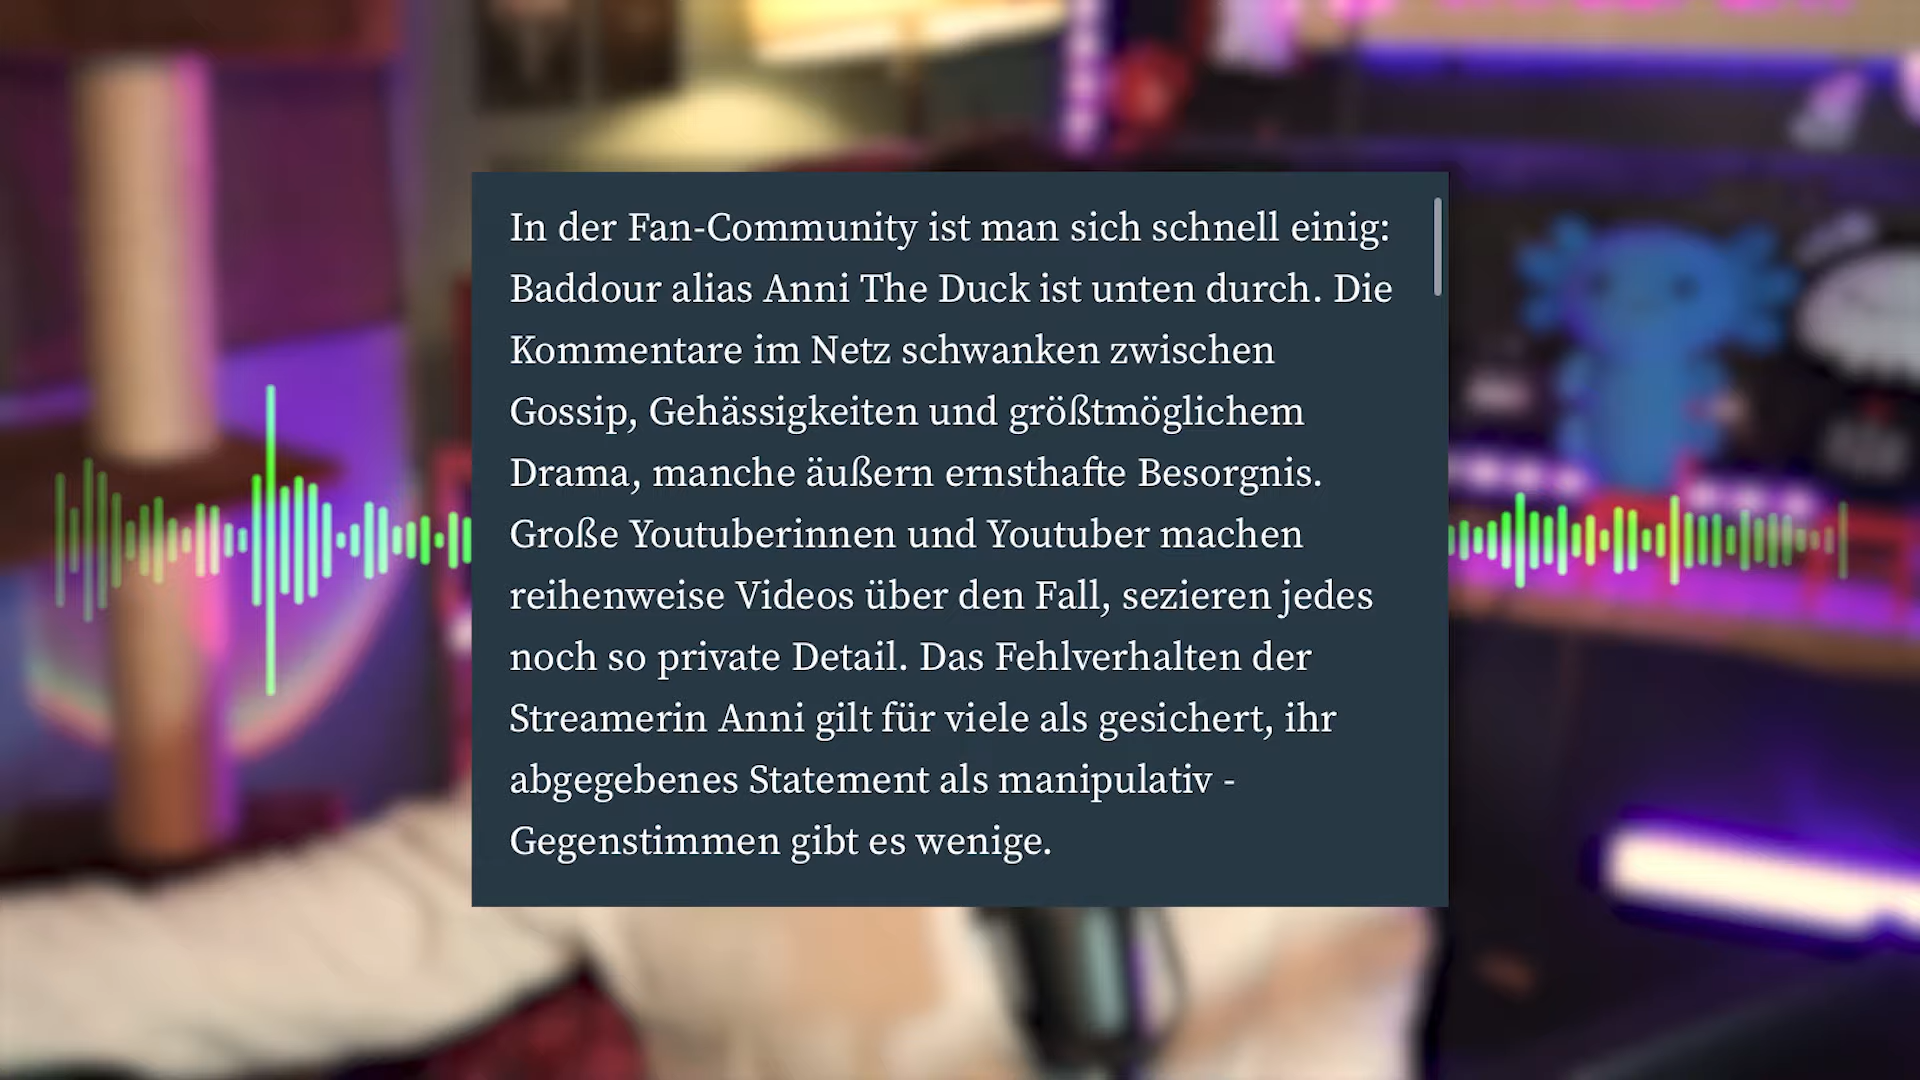 In der Fan-Community ist man sich schnell einig:
Baddour alias Anni The Duck ist unten durch. Die
Kommentare im Netz schwanken zwischen
Gossip, Gehässigkeiten und größtmöglichem
Drama, manche äußern ernsthafte Besorgnis.
Große Youtuberinnen und Youtuber machen
reihenweise Videos über den Fall, sezieren jedes
noch so private Detail. Das Fehlverhalten der
Streamerin Anni gilt für viele als gesichert, ihr
abgegebenes Statement als manipulativ -
Gegenstimmen gibt es wenige.